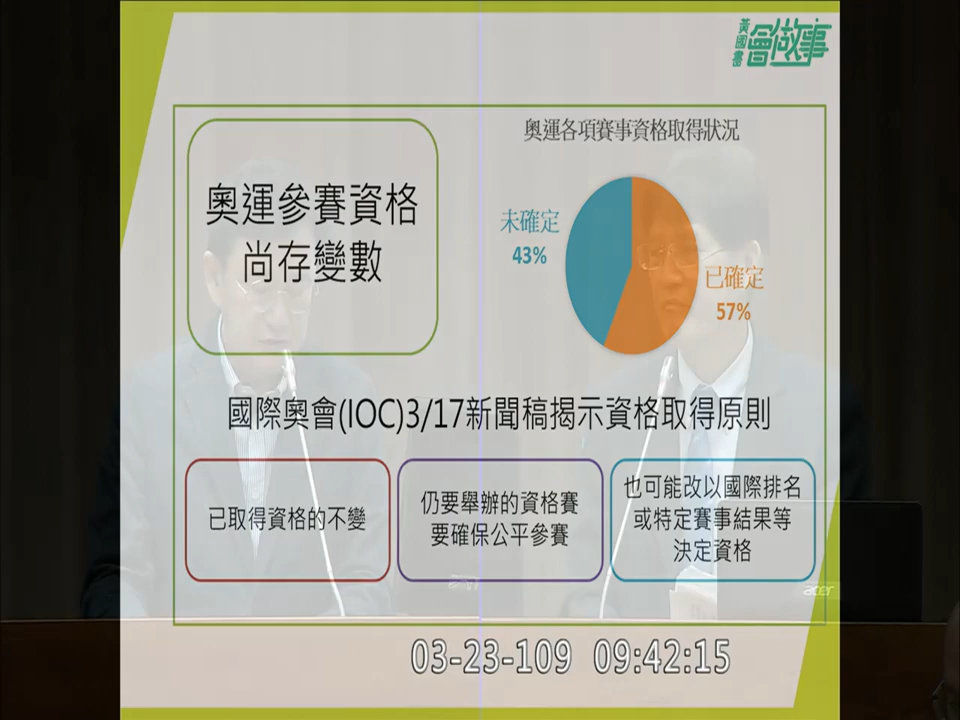 黃國書
會做事
奧運參賽資格
尚存變數
奧運各項賽事資格取得狀況
未確定
43%
已確定
57%
國際奧會(IOC)3/17新聞稿揭示資格取得原則
已取得資格的不變
仍要舉辦的資格賽
要確保公平參賽
也可能改以國際排名
或特定賽事結果等
決定資格
acer
03-23-109 09:42:15